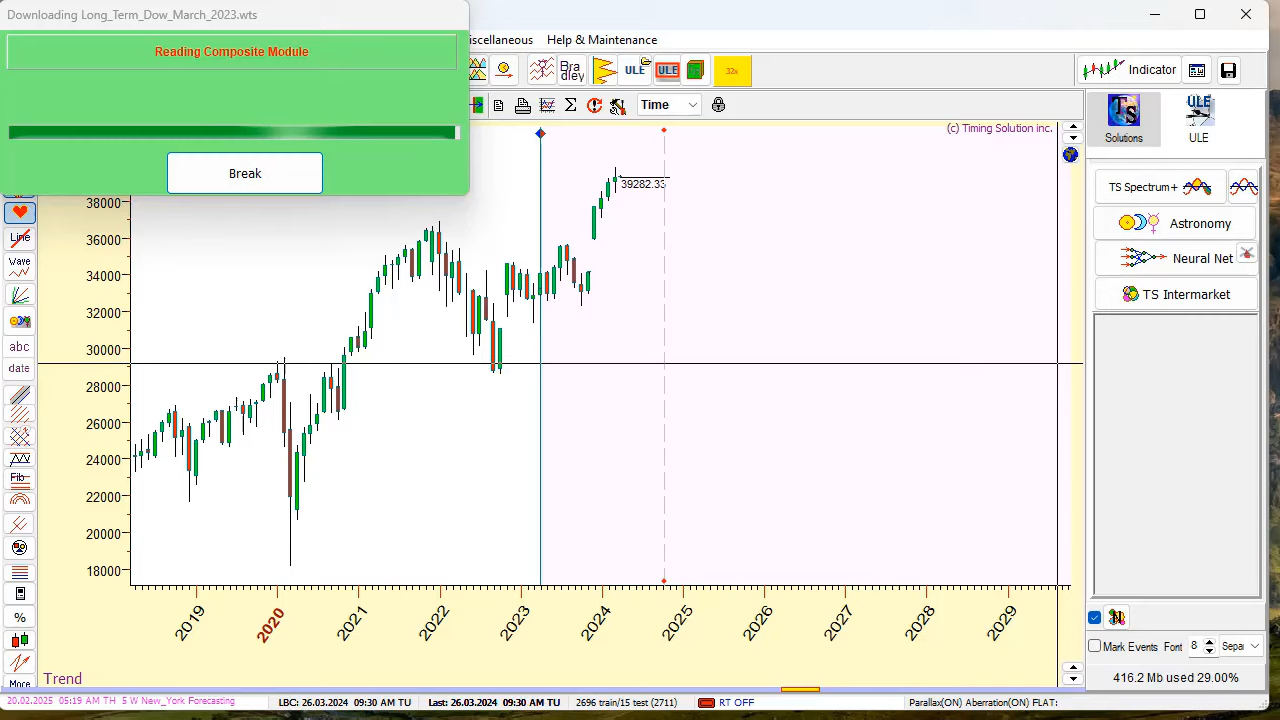 Downloading Long_Term_Dow_March_2023.wts
Reading Composite Module
Break
iscellaneous
Help & Maintenance
Bra
dley
ULE
ULE
32x
Indicator
Time
(c) Timing Solution inc.
TS
Solutions
ULE
ULE
TS Spectrum+
Astronomy
Neural Net
TS Intermarket
Line
Wave
abc
date
Fib
%
More
39282.33
38000
36000
34000
32000
30000
28000
26000
24000
22000
20000
18000
2019
2020
2021
2022
2023
2024
2025
2026
2027
2028
2029
Trend
Mark Events Font 8 Separ
416.2 Mb used 29.00%
20.02.2025 05:19 AM TH 5 W New_York Forecasting
LBC: 26.03.2024 09:30 AM TU
Last: 26.03.2024 09:30 AM TU
2696 train/15 test (2711)
RT OFF
Parallax(ON) Aberration(ON) FLAT: